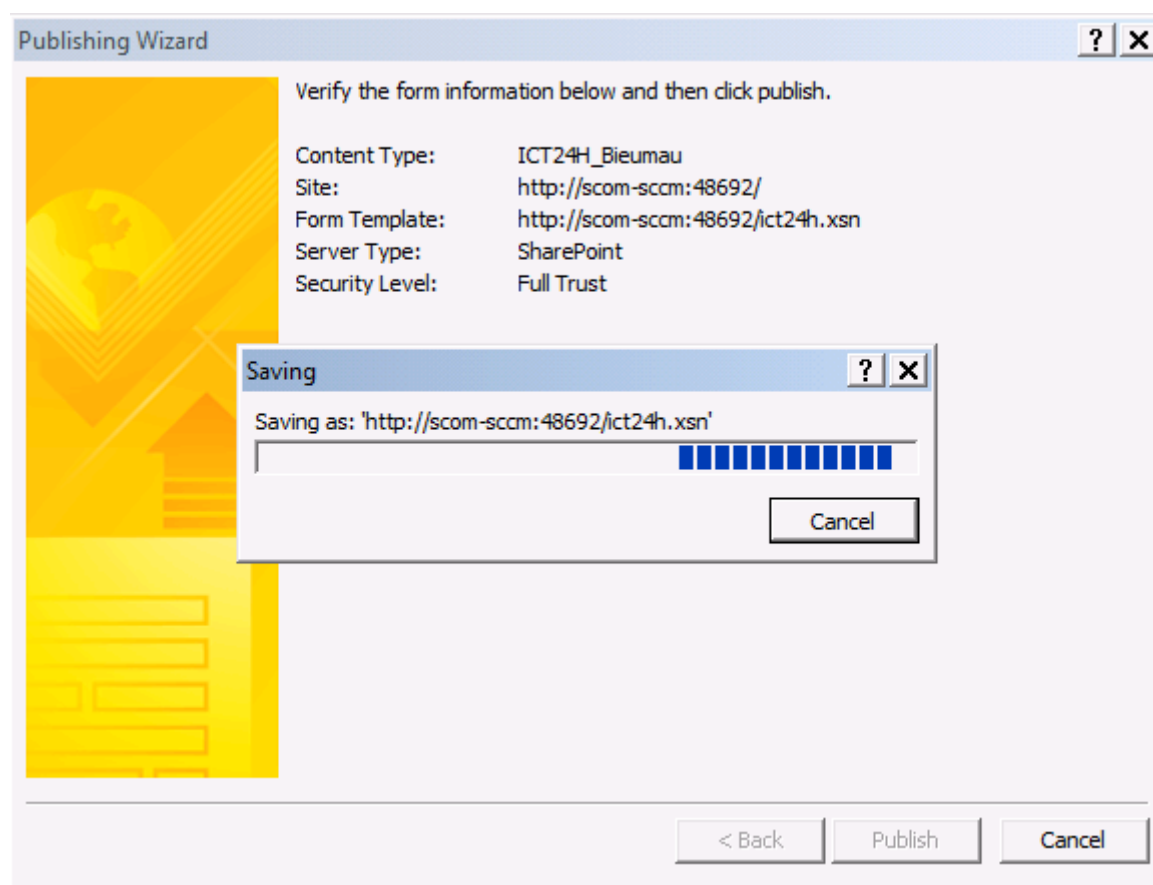 Publishing Wizard
Verify the form information below and then click publish.
Content Type: ICT24H_Bieumau
Site: http://scom-sccm:48692/
Form Template: http://scom-sccm:48692/ict24h.xsn
Server Type: SharePoint
Security Level: Full Trust
Saving
Saving as: 'http://scom-sccm:48692/ict24h.xsn'
Cancel
< Back Publish Cancel